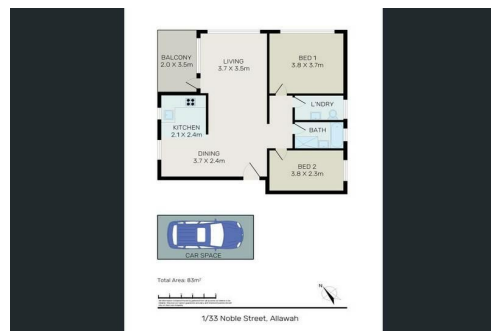 BALCONY
2.0 X 3.5m
LIVING
3.7 X 3.5m
BED 1
3.8 X 3.7m
L'NDRY
KITCHEN
2.1 X 2.4m
BATH
DINING
3.7 X 2.4m
BED 2
3.8 X 2.3m
CAR SPACE
Total Area: 83m²
N
1/33 Noble Street, Allawah